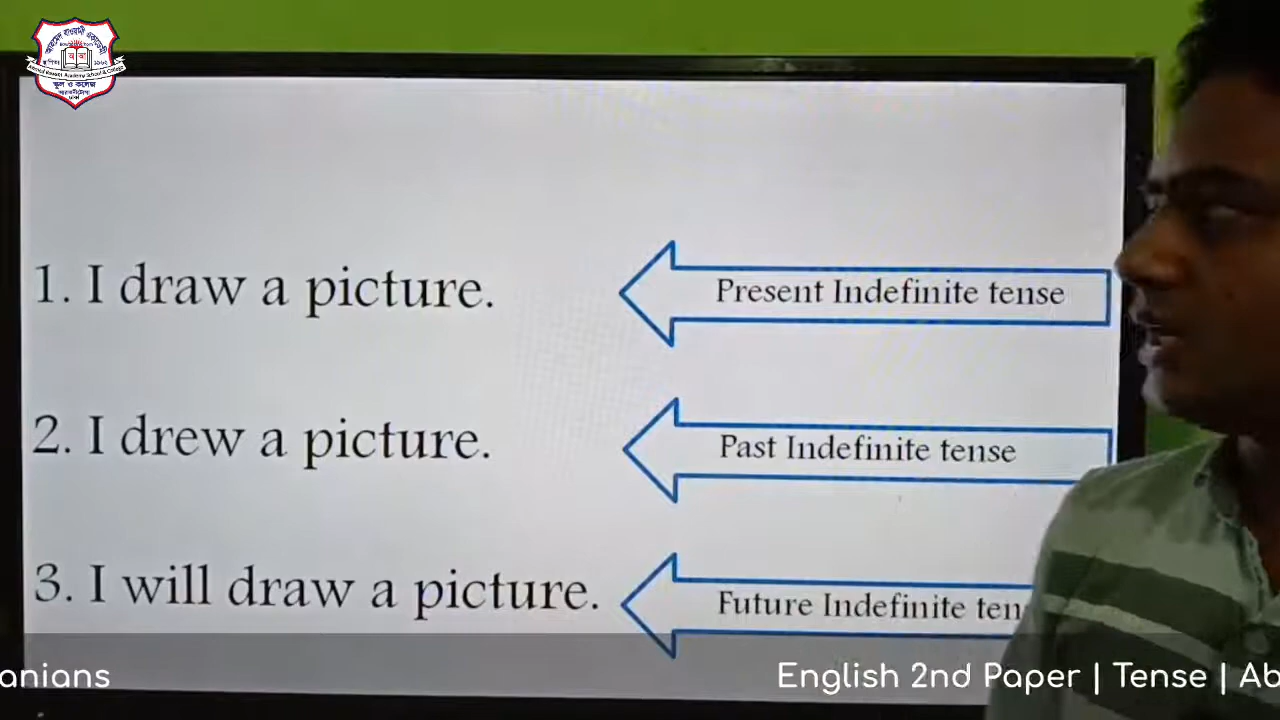 স্কুল ও কলেজ
1. I draw a picture.
Present Indefinite tense
2. I drew a picture.
Past Indefinite tense
3. I will draw a picture.
Future Indefinite ten
anians
English 2nd Paper | Tense | Ab